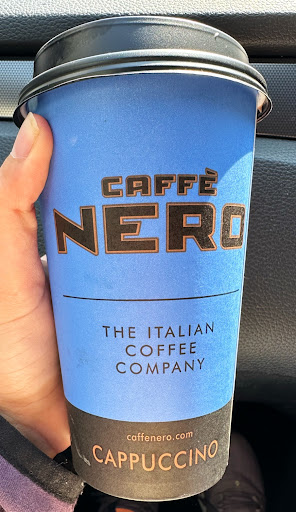 CAFFÈ
NERO
THE ITALIAN
COFFEE
COMPANY
caffenero.com
CAPPUCCINO